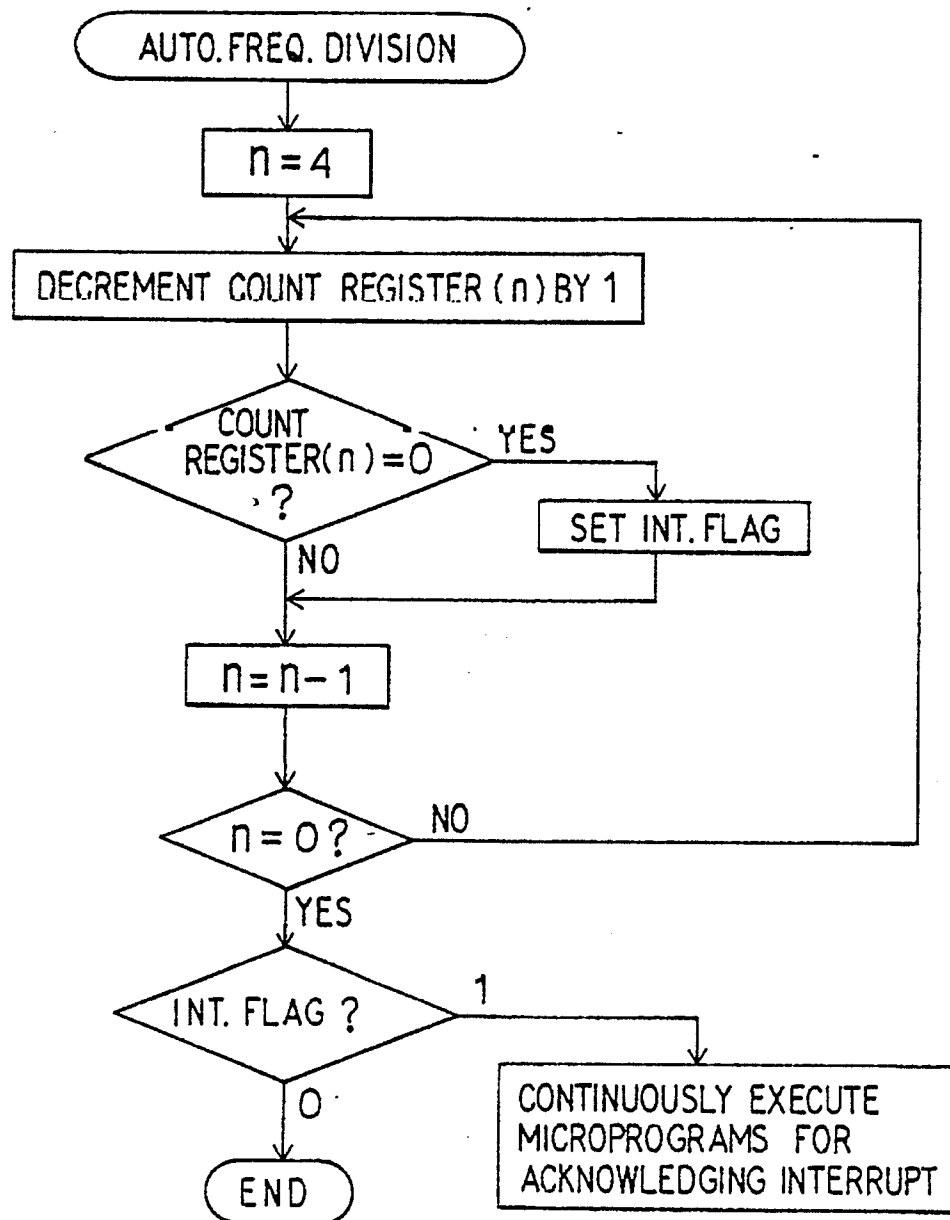 AUTO.FREQ. DIVISION
n=4
DECREMENT COUNT REGISTER (n) BY 1
COUNT
REGISTER(n)=0
?
YES
SET INT. FLAG
NO
n=n-1
n=0?
NO
YES
INT. FLAG ?
1
0
CONTINUOUSLY EXECUTE
MICROPROGRAMS FOR
ACKNOWLEDGING INTERRUPT
END